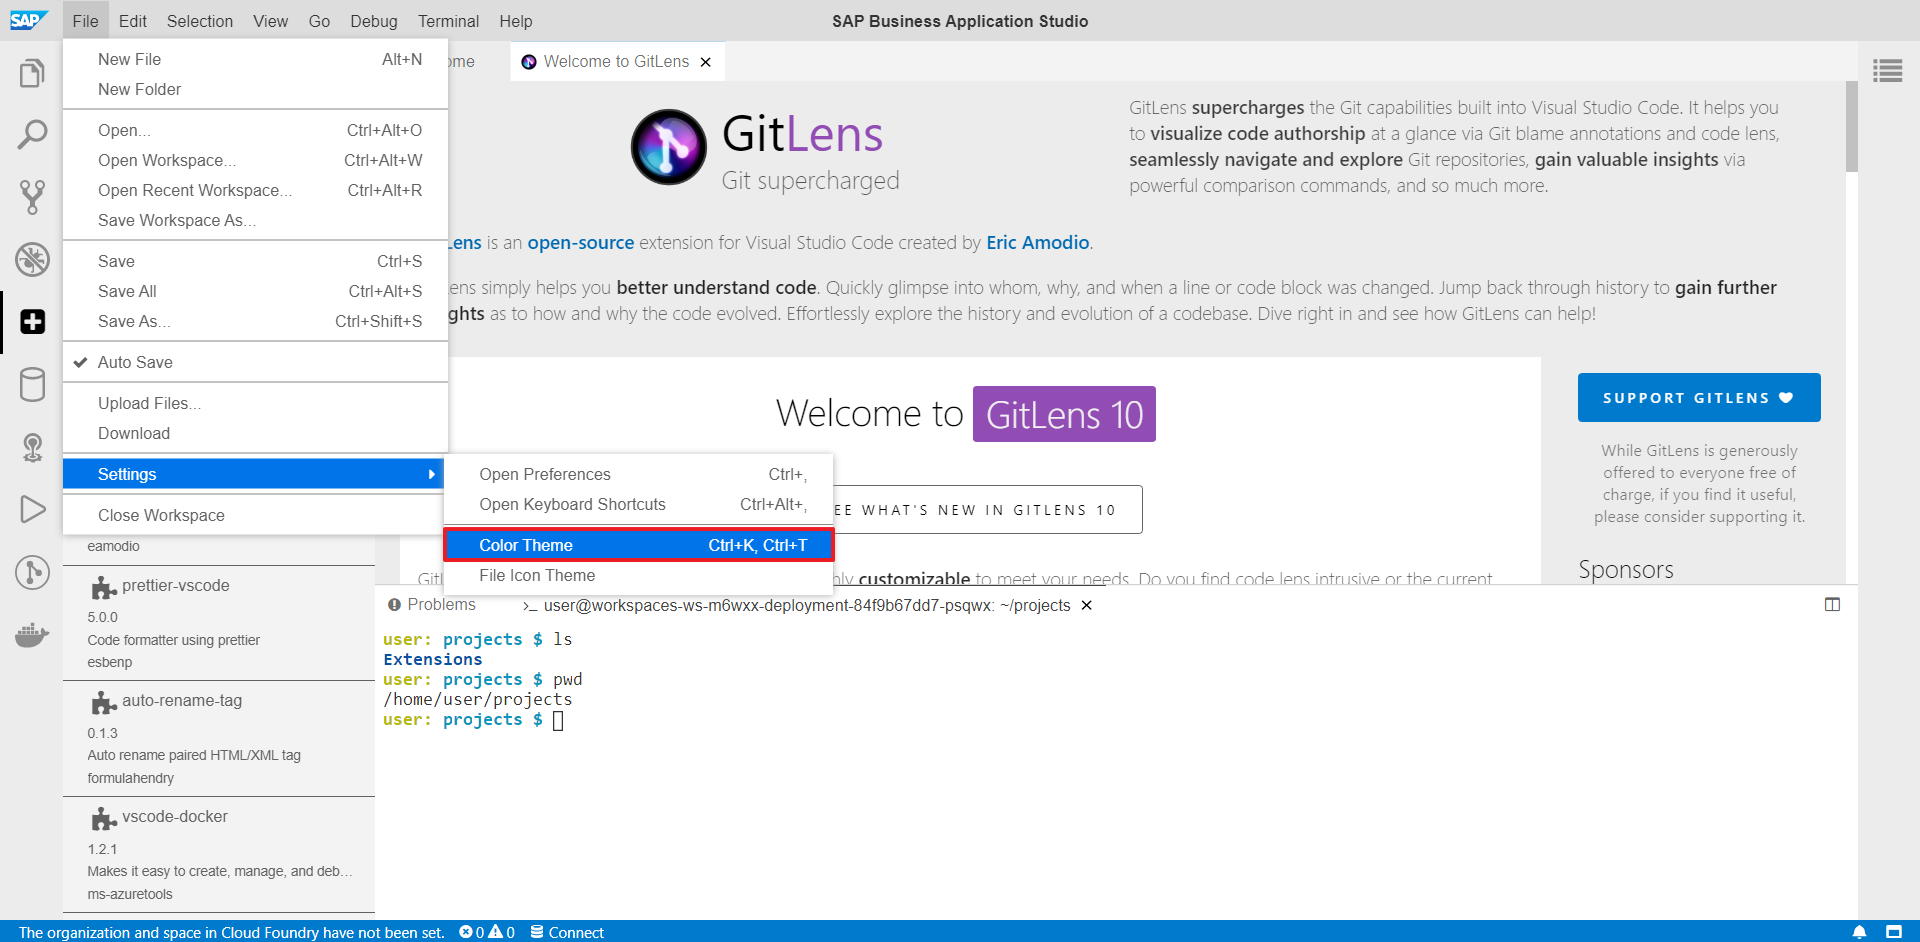 SAP File Edit Selection View Go Debug Terminal Help SAP Business Application Studio
New File Alt+N
New Folder
Open... Ctrl+Alt+O
Open Workspace... Ctrl+Alt+W
Open Recent Workspace... Ctrl+Alt+R
Save Workspace As...
Save Ctrl+S
Save All Ctrl+Alt+S
Save As... Ctrl+Shift+S
Auto Save
Upload Files...
Download
Settings
Close Workspace
Open Preferences Ctrl+,
Open Keyboard Shortcuts Ctrl+Alt+,
Color Theme Ctrl+K, Ctrl+T
File Icon Theme
ome Welcome to GitLens
GitLens
Git supercharged
GitLens supercharges the Git capabilities built into Visual Studio Code. It helps you
to visualize code authorship at a glance via Git blame annotations and code lens,
seamlessly navigate and explore Git repositories, gain valuable insights via
powerful comparison commands, and so much more.
Lens is an open-source extension for Visual Studio Code created by Eric Amodio.
ens simply helps you better understand code. Quickly glimpse into whom, why, and when a line or code block was changed. Jump back through history to gain further
ghts as to how and why the code evolved. Effortlessly explore the history and evolution of a codebase. Dive right in and see how GitLens can help!
Welcome to GitLens 10
EE WHAT'S NEW IN GITLENS 10
GitL
nly customizable to meet your needs. Do you find code lens intrusive or the current
SUPPORT GITLENS
While GitLens is generously
offered to everyone free of
charge, if you find it useful,
please consider supporting it.
Sponsors
eamodio
prettier-vscode
5.0.0
Code formatter using prettier
esbenp
auto-rename-tag
0.1.3
Auto rename paired HTML/XML tag
formulahendry
vscode-docker
1.2.1
Makes it easy to create, manage, and deb...
ms-azuretools
Problems >_ user@workspaces-ws-m6wxx-deployment-84f9b67dd7-psqwx: ~/projects
user: projects $ ls
Extensions
user: projects $ pwd
/home/user/projects
user: projects $
The organization and space in Cloud Foundry have not been set. 0 0 Connect